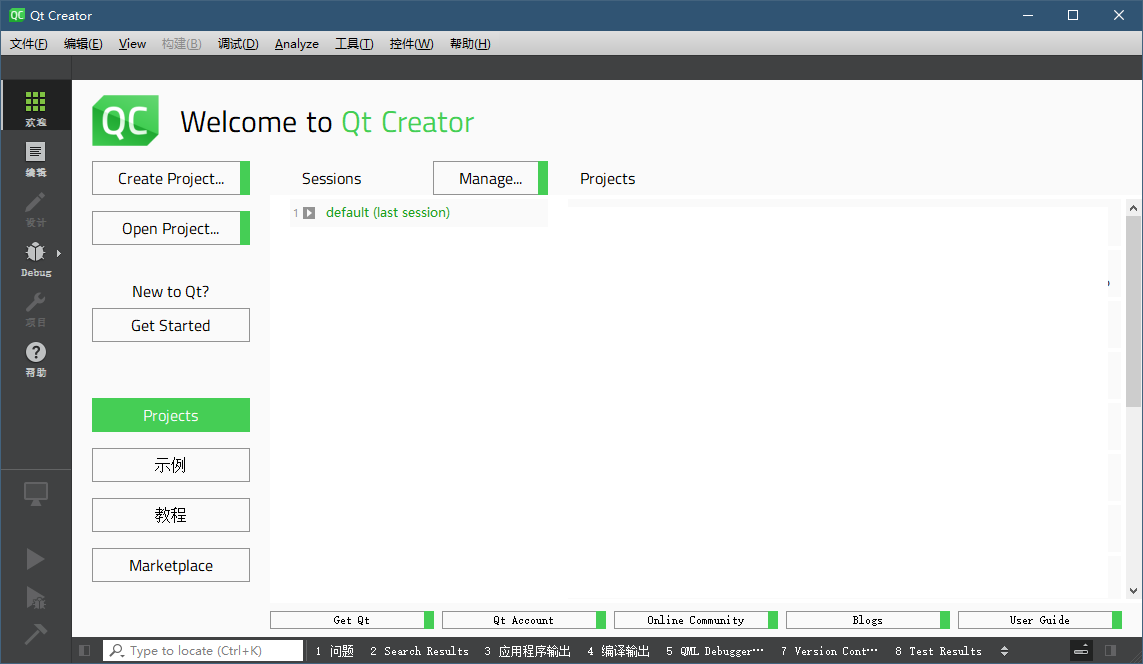 Qt Creator
文件(F) 编辑(E) View 构建(B) 调试(D) Analyze 工具(T) 控件(W) 帮助(H)
欢迎
编辑
设计
Debug
项目
帮助
QC Welcome to Qt Creator
Create Project...
Open Project...
New to Qt?
Get Started
Projects
示例
教程
Marketplace
Sessions Manage... Projects
1 default (last session)
Get Qt Qt Account Online Community Blogs User Guide
Type to locate (Ctrl+K) 1 问题 2 Search Results 3 应用程序输出 4 编译输出 5 QML Debugger… 7 Version Cont… 8 Test Results